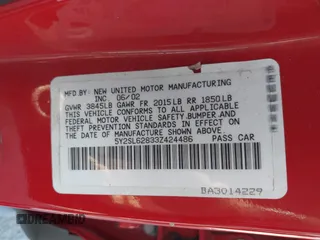 MFD BY: NEW UNITED MOTOR MANUFACTURING
INC. 06/02
GVWR 3845LB GAWR FR 2015LB RR 1850LB
THIS VEHICLE CONFORMS TO ALL APPLICABLE
FEDERAL MOTOR VEHICLE SAFETY,BUMPER,AND
THEFT PREVENTION STANDARDS IN EFFECT ON
THE DATE OF MANUFACTURE SHOWN ABOVE.
5Y2SL62833Z424486 TYPE:PASS.CAR
BA3014229